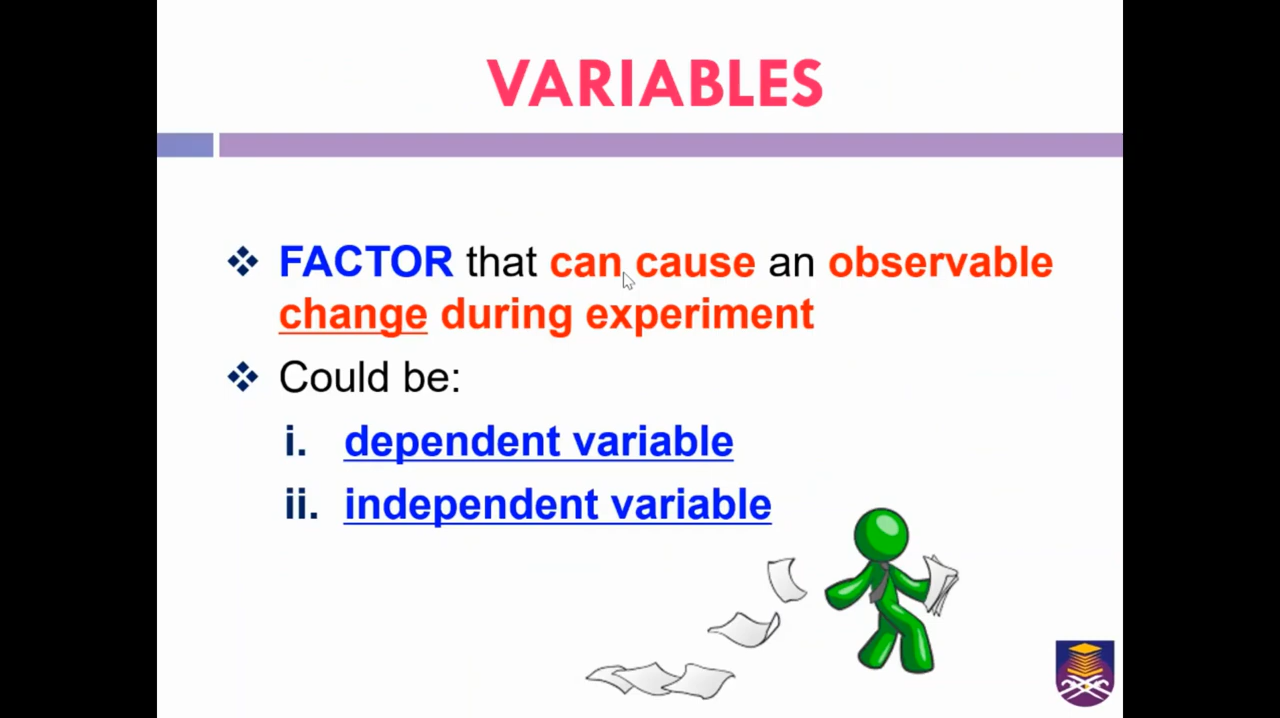 VARIABLES
FACTOR that can cause an observable
change during experiment
Could be:
i. dependent variable
ii. independent variable